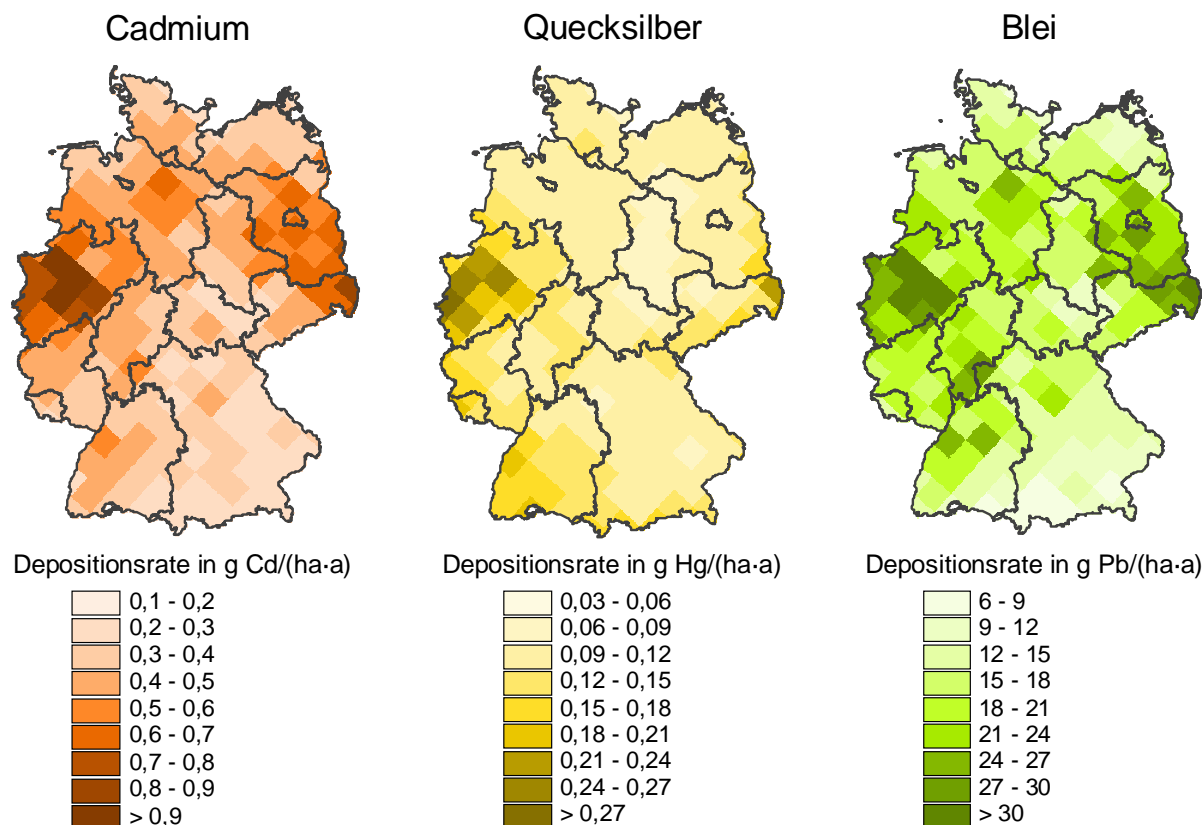 Cadmium
Quecksilber
Blei
Depositionsrate in g Cd/(ha·a)
0,1 - 0,2
0,2 - 0,3
0,3 - 0,4
0,4 - 0,5
0,5 - 0,6
0,6 - 0,7
0,7 - 0,8
0,8 - 0,9
> 0,9
Depositionsrate in g Hg/(ha·a)
0,03 - 0,06
0,06 - 0,09
0,09 - 0,12
0,12 - 0,15
0,15 - 0,18
0,18 - 0,21
0,21 - 0,24
0,24 - 0,27
> 0,27
Depositionsrate in g Pb/(ha·a)
6 - 9
9 - 12
12 - 15
15 - 18
18 - 21
21 - 24
24 - 27
27 - 30
> 30